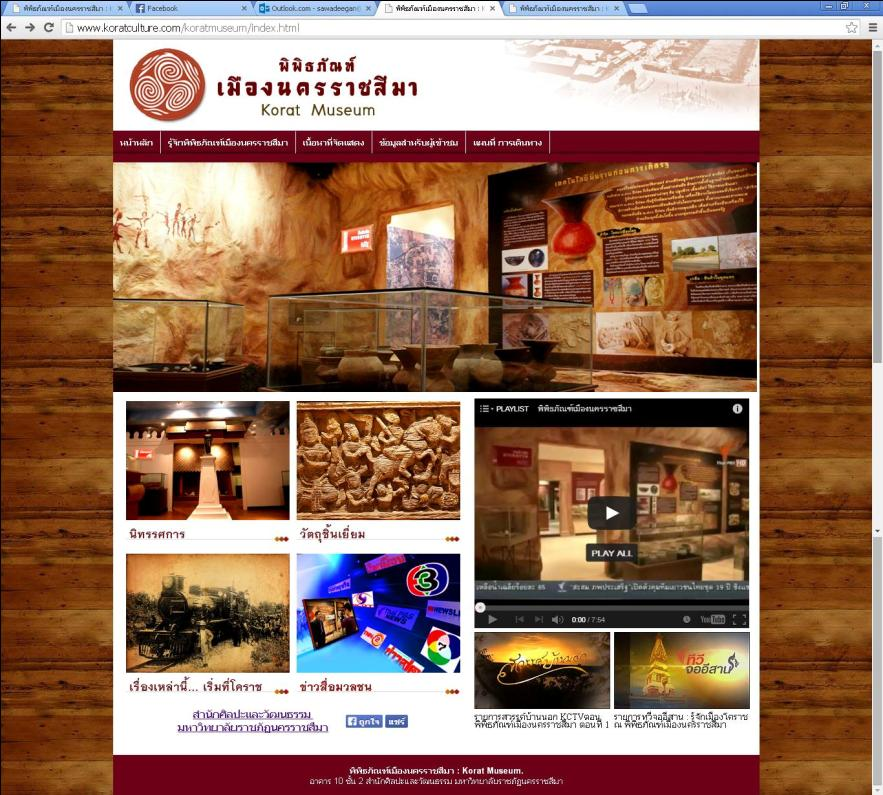 พิพิธภัณฑ์เมืองนครราชสีมา : K
Facebook
Outlook.com - sawadeegan@
พิพิธภัณฑ์เมืองนครราชสีมา : K
พิพิธภัณฑ์เมืองนครราชสีมา : K
www.koratculture.com/koratmuseum/index.html
พิพิธภัณฑ์
เมืองนครราชสีมา
Korat Museum
หน้าหลัก
รู้จักพิพิธภัณฑ์เมืองนครราชสีมา
เนื้อหาที่จัดแสดง
ข้อมูลสำหรับผู้เข้าชม
แผนที่ การเดินทาง
PLAYLIST พิพิธภัณฑ์เมืองนครราชสีมา
PLAY ALL
0:00 / 7:54
YouTube
นิทรรศการ
วัตถุชิ้นเยี่ยม
3
THAI PBS
NEWS
7
เรื่องเหล่านี้... เริ่มที่โคราช
ข่าวสื่อมวลชน
ทีวี
จออีสาน
รายการสวรรค์บ้านนอก KCTVตอน
พิพิธภัณฑ์เมืองนครราชสีมา ตอนที่ 1
รายการทีวีจออีสาน : รู้จักเมืองโคราช
ณ พิพิธภัณฑ์เมืองนครราชสีมา
สำนักศิลปะและวัฒนธรรม
มหาวิทยาลัยราชภัฏนครราชสีมา
ถูกใจ
แชร์
พิพิธภัณฑ์เมืองนครราชสีมา : Korat Museum.
อาคาร 10 ชั้น 2 สำนักศิลปะและวัฒนธรรม มหาวิทยาลัยราชภัฏนครราชสีมา